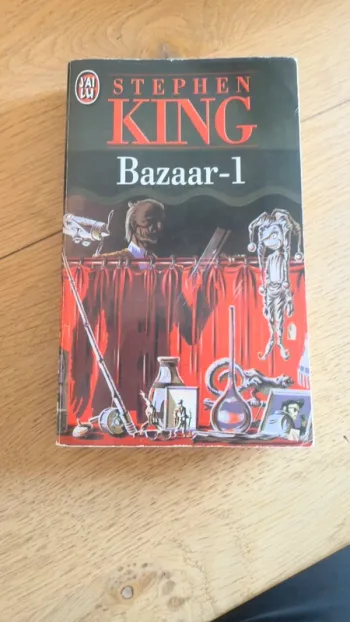 J'AI
LU
STEPHEN
KING
Bazaar-1